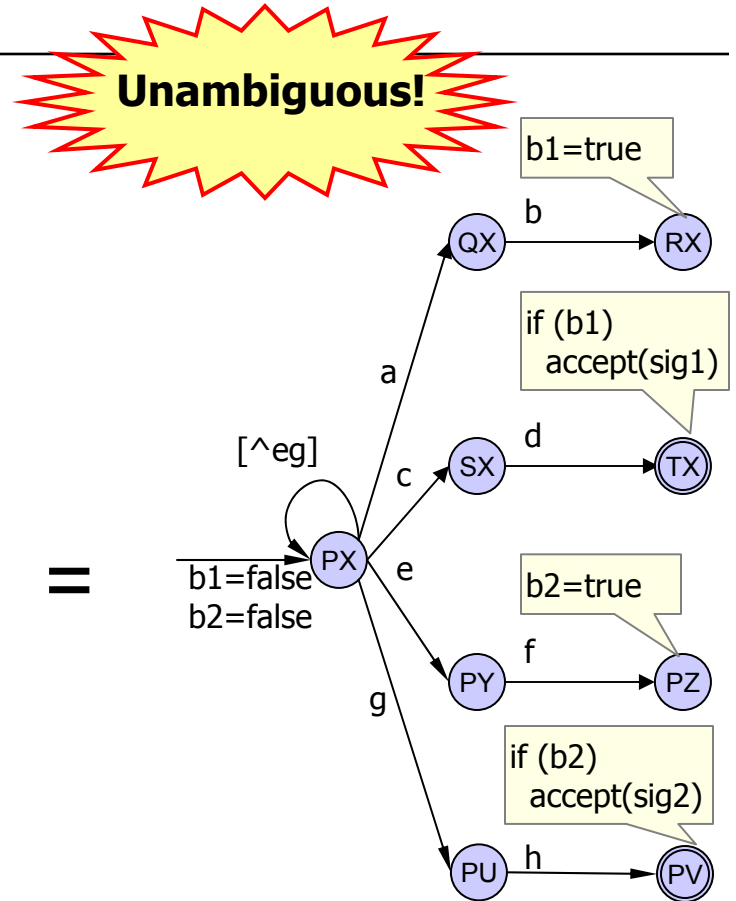 Unambiguous!
b1=true
b
QX
RX
if (b1)
accept(sig1)
a
[^eg]
c
d
SX
TX
=
PX
b1=false
b2=false
e
b2=true
f
PY
PZ
g
if (b2)
accept(sig2)
h
PU
PV